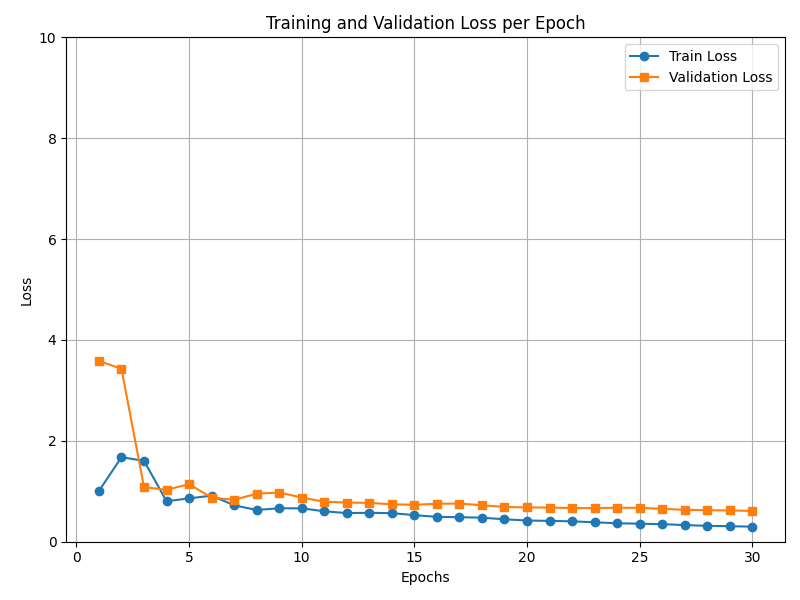 Training and Validation Loss per Epoch
Train Loss
Validation Loss
10
8
6
4
2
0
Loss
0 5 10 15 20 25 30
Epochs